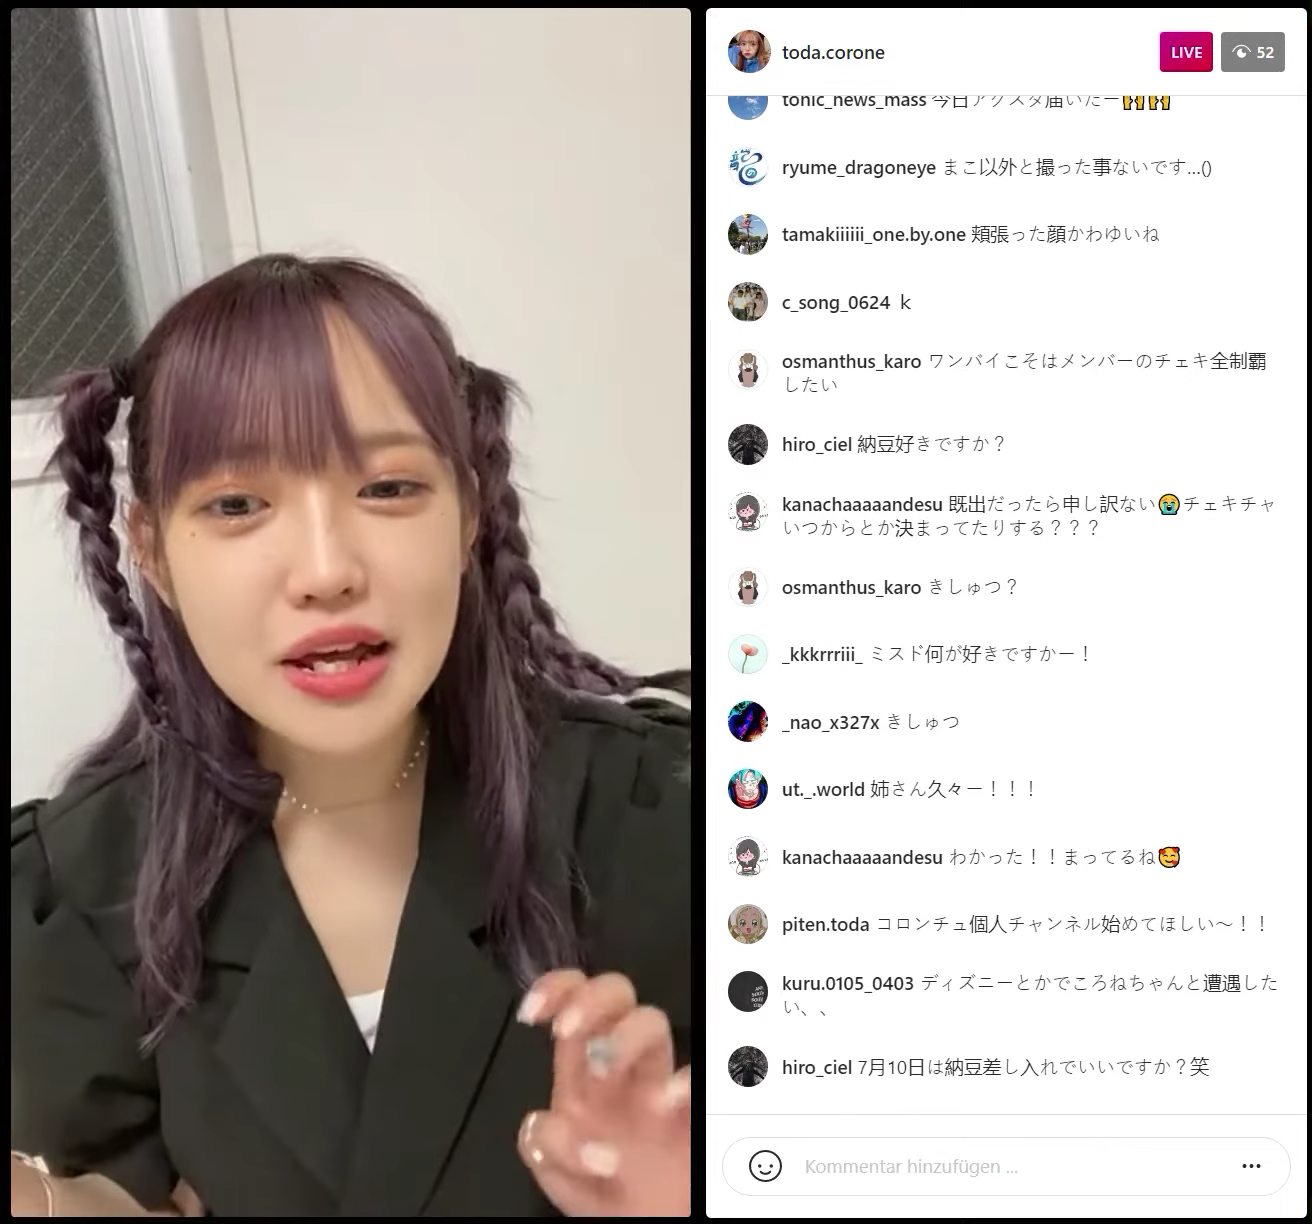 toda.corone
LIVE
52
tonic_news_mass 今日アクスタ届いたー🙌🙌
ryume_dragoneye まこ以外と撮った事ないです...()
tamakiiiiii_one.by.one 頬張った顔かわゆいね
c_song_0624 ｋ
osmanthus_karo ワンバイこそはメンバーのチェキ全制覇
したい
hiro_ciel 納豆好きですか？
kanachaaaaandesu 既出だったら申し訳ない😭チェキチャ
いつからとか決まってたりする？？？
osmanthus_karo きしゅつ？
_kkkrrriii_ ミスド何が好きですかー！
_nao_x327x きしゅつ
ut._.world 姉さん久々ー！！！
kanachaaaaandesu わかった！！まってるね🥰
piten.toda コロンチュ個人チャンネル始めてほしい〜！！
kuru.0105_0403 ディズニーとかでころねちゃんと遭遇した
い、、
hiro_ciel 7月10日は納豆差し入れでいいですか？笑
Kommentar hinzufügen ...